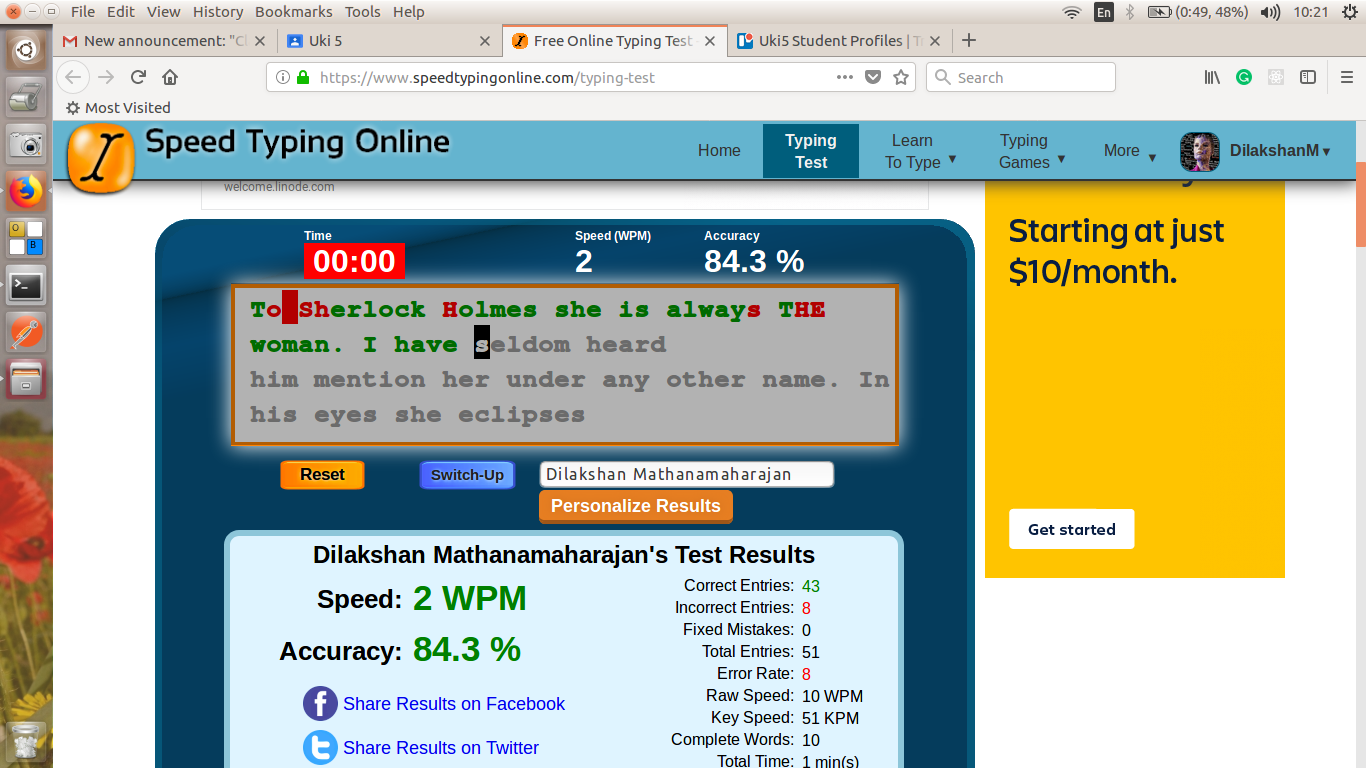 File Edit View History Bookmarks Tools Help
En (0:49, 48%) 10:21
New announcement: "Cl
Uki 5
Free Online Typing Test
Uki5 Student Profiles | T
https://www.speedtypingonline.com/typing-test
Search
Most Visited
Speed Typing Online
Home
Typing Test
Learn To Type ▼
Typing Games ▼
More ▼
DilakshanM ▾
welcome.linode.com
Starting at just
$10/month.
Get started
Time Speed (WPM) Accuracy
00:00 2 84.3 %
To Sherlock Holmes she is always THE
woman. I have seldom heard
him mention her under any other name. In
his eyes she eclipses
Reset Switch-Up Dilakshan Mathanamaharajan
Personalize Results
Dilakshan Mathanamaharajan's Test Results
Speed: 2 WPM
Accuracy: 84.3 %
Share Results on Facebook
Share Results on Twitter
Correct Entries: 43
Incorrect Entries: 8
Fixed Mistakes: 0
Total Entries: 51
Error Rate: 8
Raw Speed: 10 WPM
Key Speed: 51 KPM
Complete Words: 10
Total Time: 1 min(s)